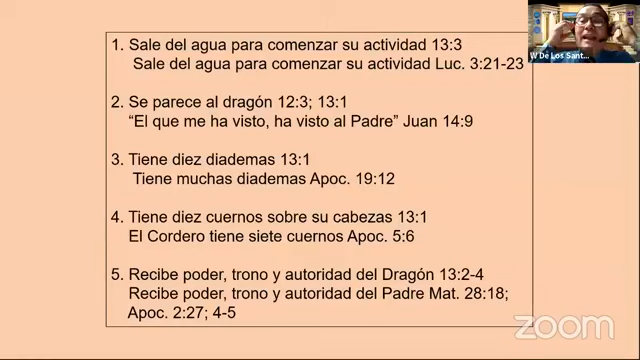 1. Sale del agua para comenzar su actividad 13:3
Sale del agua para comenzar su actividad Luc. 3:21-23
2. Se parece al dragón 12:3; 13:1
“El que me ha visto, ha visto al Padre” Juan 14:9
3. Tiene diez diademas 13:1
Tiene muchas diademas Apoc. 19:12
4. Tiene diez cuernos sobre su cabezas 13:1
El Cordero tiene siete cuernos Apoc. 5:6
5. Recibe poder, trono y autoridad del Dragón 13:2-4
Recibe poder, trono y autoridad del Padre Mat. 28:18;
Apoc. 2:27; 4-5
W De Los Sant...
zoom